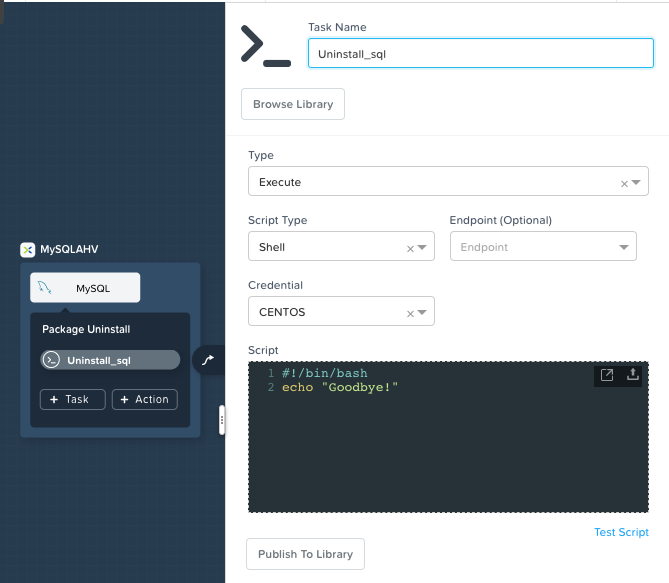 MySQLAHV
MySQL
Package Uninstall
Uninstall_sql
+ Task
+ Action
Task Name
Uninstall_sql
Browse Library
Type
Execute
Script Type
Endpoint (Optional)
Shell
Endpoint
Credential
CENTOS
Script
1 #!/bin/bash
2 echo "Goodbye!"
Test Script
Publish To Library